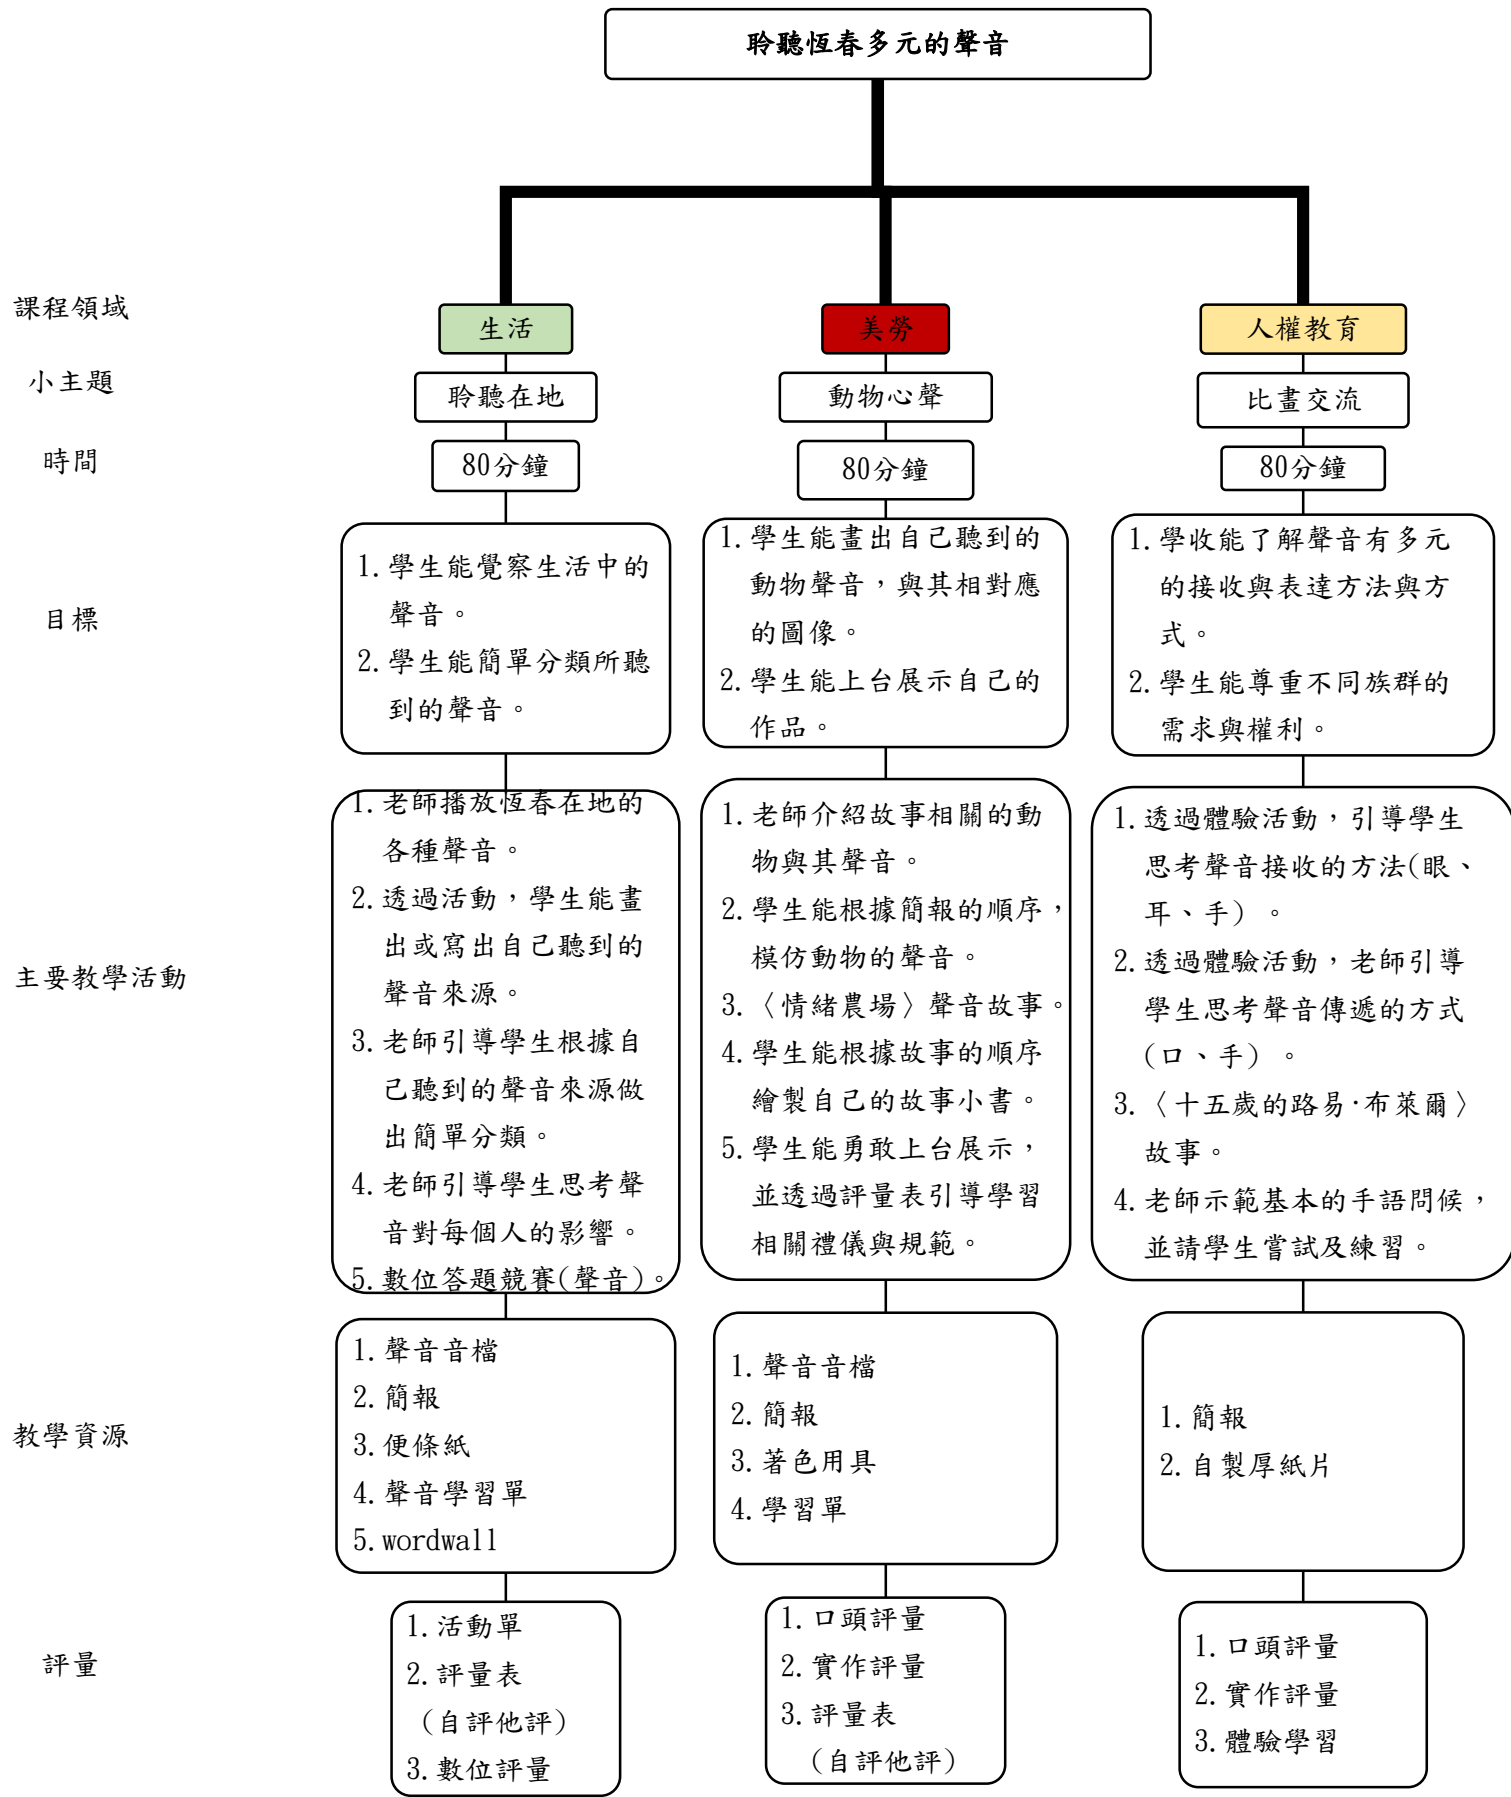 聆聽恆春多元的聲音
課程領域
生活
美勞
人權教育
小主題
聆聽在地
動物心聲
比畫交流
時間
80分鐘
80分鐘
80分鐘
目標
1.學生能覺察生活中的
聲音。
2.學生能簡單分類所聽
到的聲音。
1.學生能畫出自己聽到的
動物聲音，與其相對應
的圖像。
2.學生能上台展示自己的
作品。
1.學收能了解聲音有多元
的接收與表達方法與方
式。
2.學生能尊重不同族群的
需求與權利。
主要教學活動
1.老師播放恆春在地的
各種聲音。
2.透過活動，學生能畫
出或寫出自己聽到的
聲音來源。
3.老師引導學生根據自
己聽到的聲音來源做
出簡單分類。
4.老師引導學生思考聲
音對每個人的影響。
5.數位答題競賽(聲音)。
1.老師介紹故事相關的動
物與其聲音。
2.學生能根據簡報的順序，
模仿動物的聲音。
3.〈情緒農場〉聲音故事。
4.學生能根據故事的順序
繪製自己的故事小書。
5.學生能勇敢上台展示，
並透過評量表引導學習
相關禮儀與規範。
1.透過體驗活動，引導學生
思考聲音接收的方法(眼、
耳、手) 。
2.透過體驗活動，老師引導
學生思考聲音傳遞的方式
(口、手) 。
3.〈十五歲的路易·布萊爾〉
故事。
4.老師示範基本的手語問候，
並請學生嘗試及練習。
教學資源
1.聲音音檔
2.簡報
3.便條紙
4.聲音學習單
5.wordwall
1.聲音音檔
2.簡報
3.著色用具
4.學習單
1.簡報
2.自製厚紙片
評量
1.活動單
2.評量表
(自評他評)
3.數位評量
1.口頭評量
2.實作評量
3.評量表
(自評他評)
1.口頭評量
2.實作評量
3.體驗學習